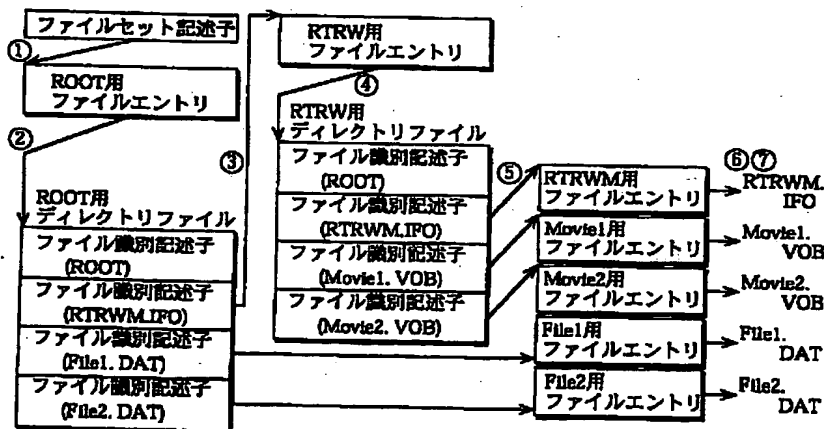 ファイルセット記述子
①
ROOT用
ファイルエントリ
②
ROOT用
ディレクトリファイル
ファイル識別記述子
(ROOT)
ファイル識別記述子
(RTRWM.IFO)
ファイル識別記述子
(File1. DAT)
ファイル識別記述子
(File2. DAT)
③
RTRW用
ファイルエントリ
④
RTRW用
ディレクトリファイル
ファイル識別記述子
(ROOT)
ファイル識別記述子
(RTRWM.IFO)
ファイル識別記述子
(Movie1. VOB)
ファイル識別記述子
(Movie2. VOB)
⑤
RTRWM用
ファイルエントリ
Movie1用
ファイルエントリ
Movie2用
ファイルエントリ
File1用
ファイルエントリ
File2用
ファイルエントリ
⑥⑦
RTRWM.
IFO
Movie1.
VOB
Movie2.
VOB
File1.
DAT
File2.
DAT